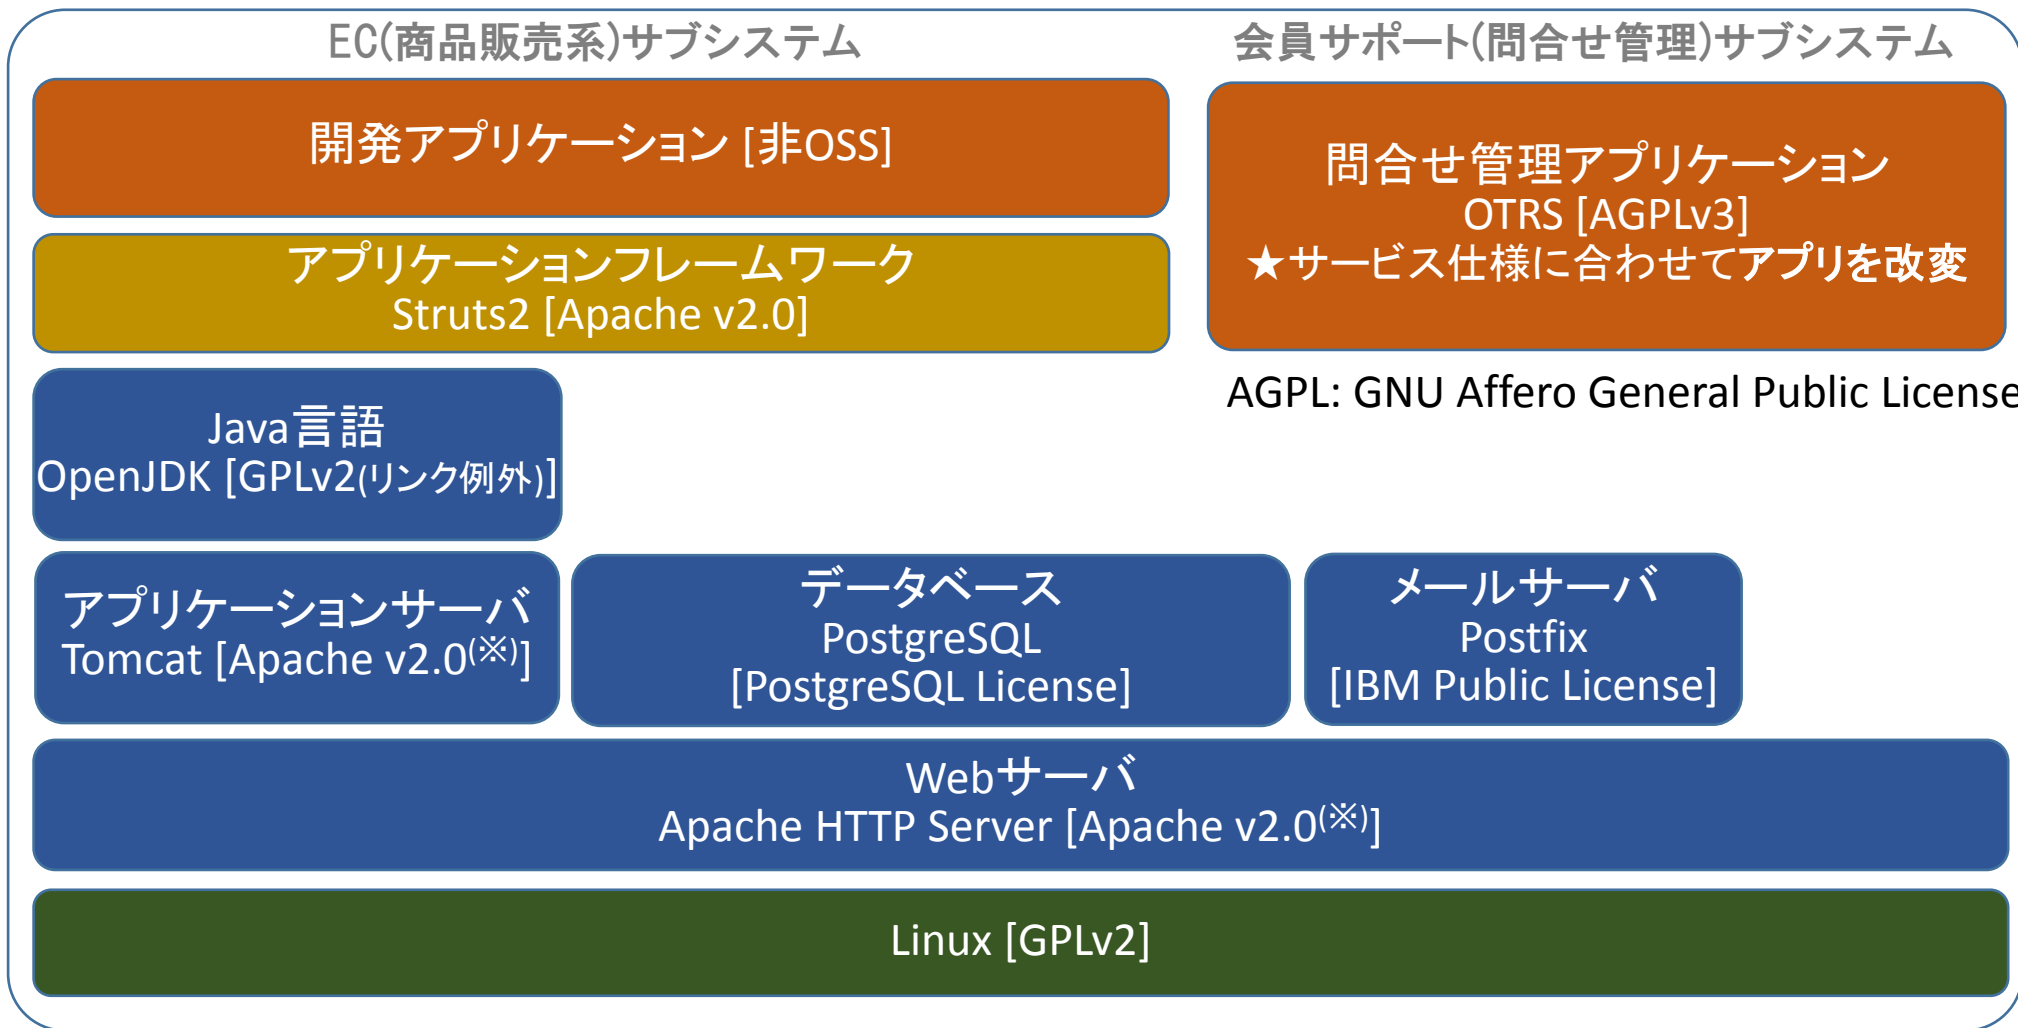 EC(商品販売系)サブシステム
会員サポート(問合せ管理)サブシステム
開発アプリケーション [非OSS]
問合せ管理アプリケーション
OTRS [AGPLv3]
★サービス仕様に合わせてアプリを改変
アプリケーションフレームワーク
Struts2 [Apache v2.0]
AGPL: GNU Affero General Public License
Java言語
OpenJDK [GPLv2(リンク例外)]
アプリケーションサーバ
Tomcat [Apache v2.0(※)]
データベース
PostgreSQL
[PostgreSQL License]
メールサーバ
Postfix
[IBM Public License]
Webサーバ
Apache HTTP Server [Apache v2.0(※)]
Linux [GPLv2]